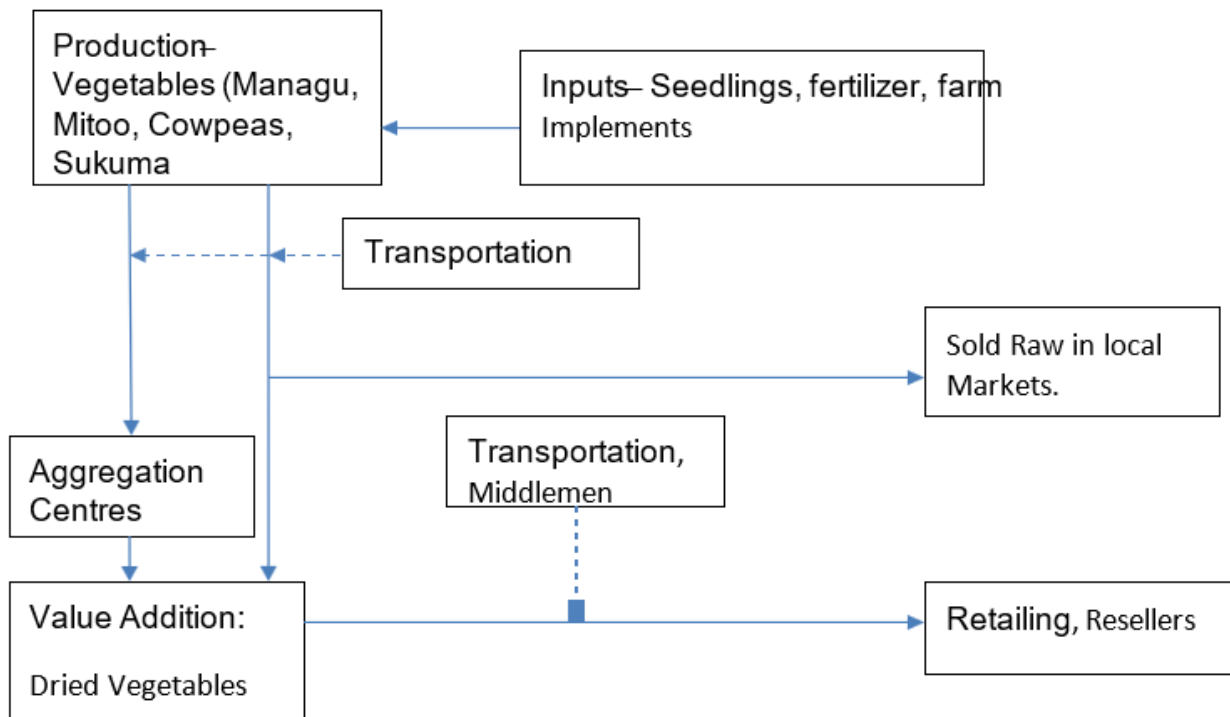 Production–
Vegetables (Managu,
Mitoo, Cowpeas,
Sukuma
Inputs– Seedlings, fertilizer, farm
Implements
Transportation
Sold Raw in local
Markets.
Transportation,
Middlemen
Aggregation
Centres
Value Addition:
Dried Vegetables
Retailing, Resellers